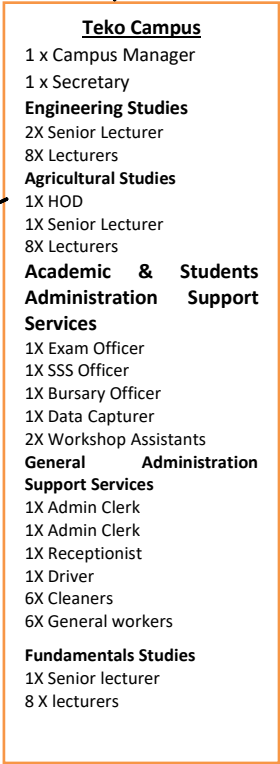 Teko Campus
1 x Campus Manager
1 x Secretary
Engineering Studies
2X Senior Lecturer
8X Lecturers
Agricultural Studies
1X HOD
1X Senior Lecturer
8X Lecturers
Academic & Students
Administration Support
Services
1X Exam Officer
1X SSS Officer
1X Bursary Officer
1X Data Capturer
2X Workshop Assistants
General Administration
Support Services
1X Admin Clerk
1X Admin Clerk
1X Receptionist
1X Driver
6X Cleaners
6X General workers
Fundamentals Studies
1X Senior lecturer
8 X lecturers